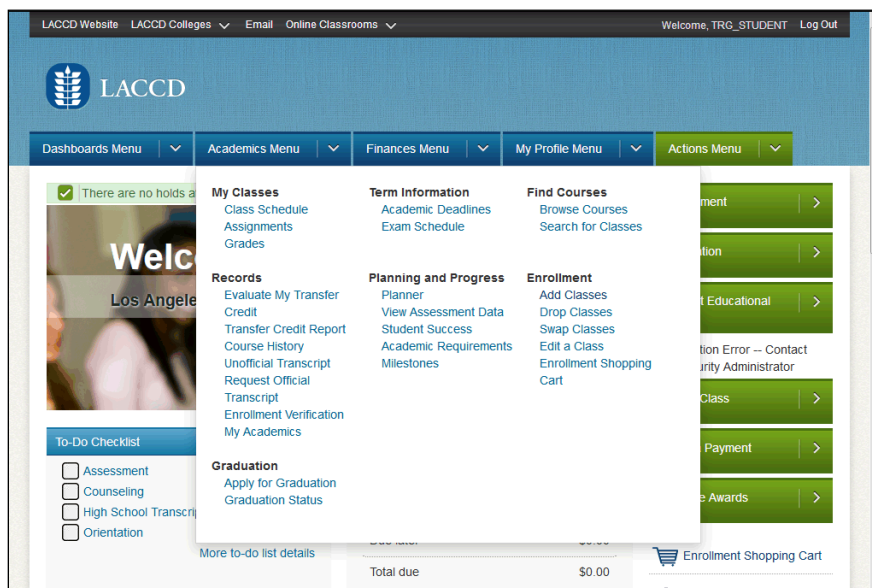 LACCD Website LACCD Colleges Email Online Classrooms Welcome, TRG_STUDENT Log Out
LACCD
Dashboards Menu Academics Menu Finances Menu My Profile Menu Actions Menu
There are no holds
My Classes
Class Schedule
Assignments
Grades
Term Information
Academic Deadlines
Exam Schedule
Find Courses
Browse Courses
Search for Classes
Records
Evaluate My Transfer
Credit
Transfer Credit Report
Course History
Unofficial Transcript
Request Official
Transcript
Enrollment Verification
My Academics
Planning and Progress
Planner
View Assessment Data
Student Success
Academic Requirements
Milestones
Enrollment
Add Classes
Drop Classes
Swap Classes
Edit a Class
Enrollment Shopping
Cart
Graduation
Apply for Graduation
Graduation Status
Welc
Los Angele
To-Do Checklist
Assessment
Counseling
High School Transcri
Orientation
More to-do list details
Total due $0.00
ment
t Educational
tion Error -- Contact
urity Administrator
Class
Payment
e Awards
Enrollment Shopping Cart